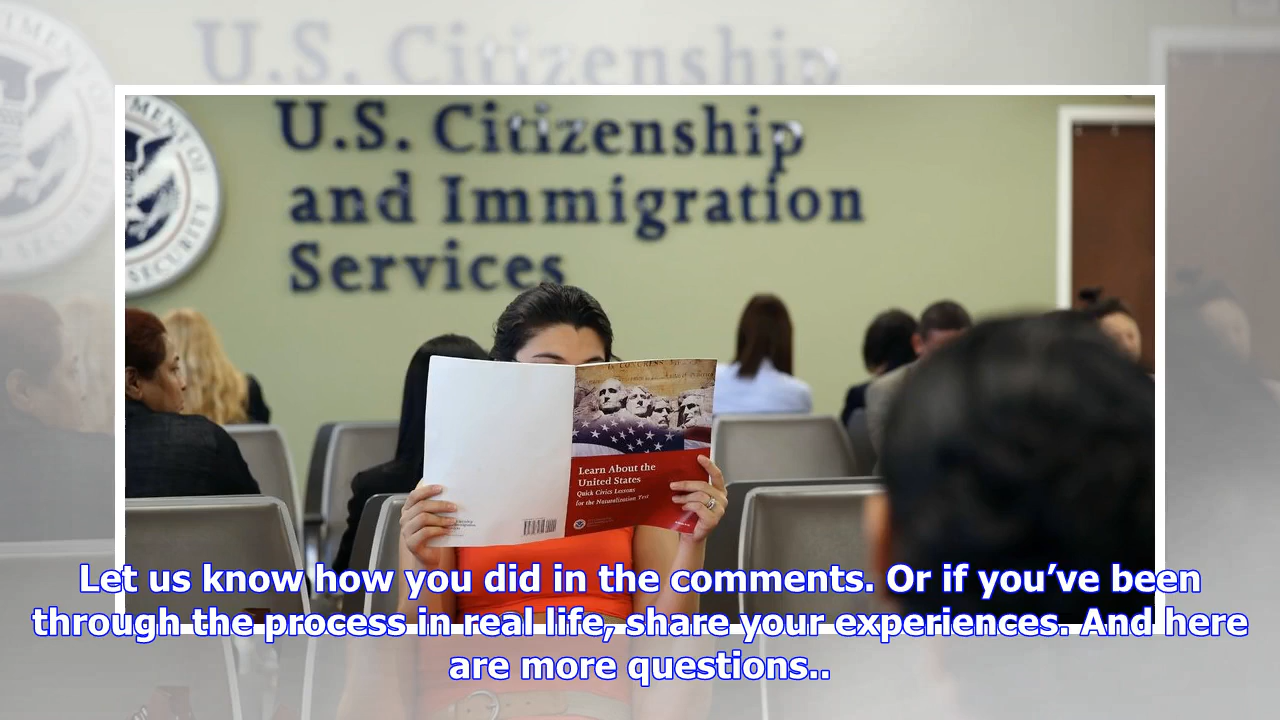 U.S. Citizenship
U.S. Citizenship
and Immigration
Services
Learn About the
United States
Quick Civics Lessons
for the Naturalization Test
Let us know how you did in the comments. Or if you’ve been
through the process in real life, share your experiences. And here
are more questions..